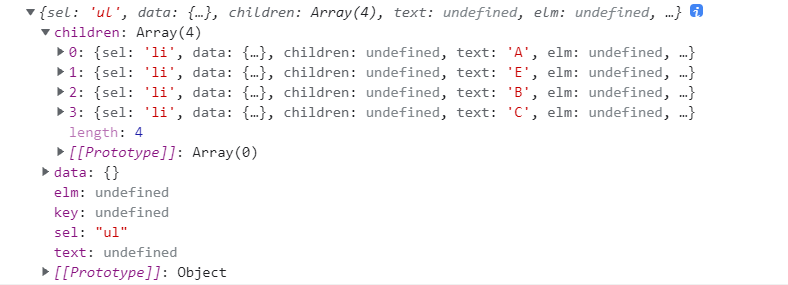 ▼{sel: 'ul', data: {…}, children: Array(4), text: undefined, elm: undefined, …} i
▼children: Array(4)
▶0: {sel: 'li', data: {…}, children: undefined, text: 'A', elm: undefined, …}
▶1: {sel: 'li', data: {…}, children: undefined, text: 'E', elm: undefined, …}
▶2: {sel: 'li', data: {…}, children: undefined, text: 'B', elm: undefined, …}
▶3: {sel: 'li', data: {…}, children: undefined, text: 'C', elm: undefined, …}
length: 4
▶[[Prototype]]: Array(0)
▶data: {}
elm: undefined
key: undefined
sel: "ul"
text: undefined
▶[[Prototype]]: Object